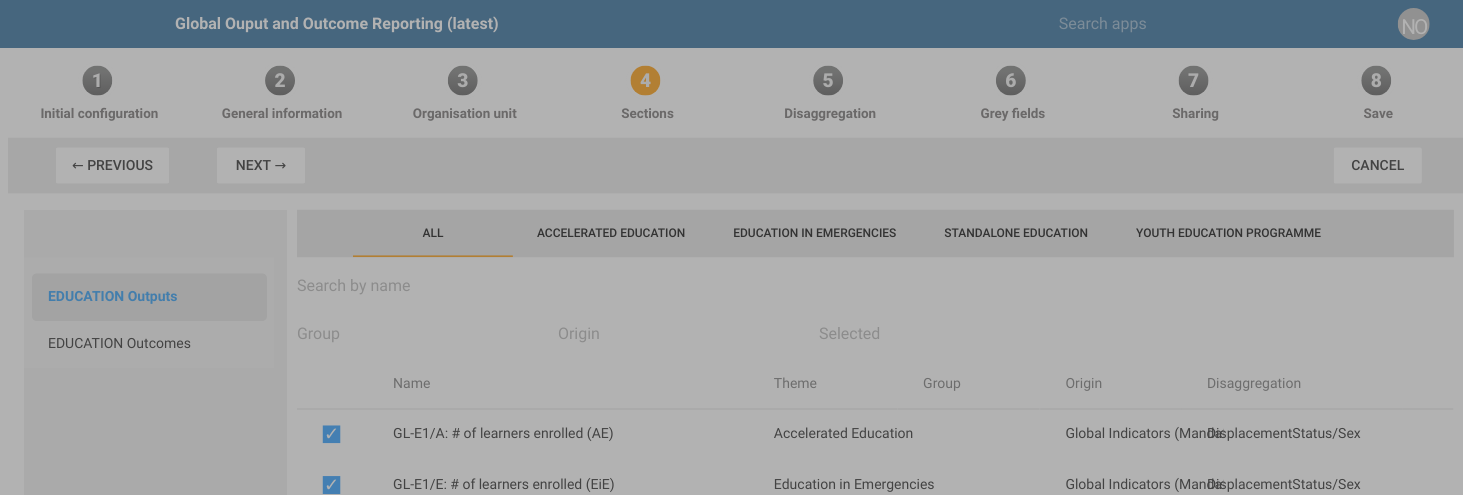 Global Ouput and Outcome Reporting (latest) Search apps NO
1 2 3 4 5 6 7 8
Initial configuration General information Organisation unit Sections Disaggregation Grey fields Sharing Save
← PREVIOUS NEXT → CANCEL
ALL ACCELERATED EDUCATION EDUCATION IN EMERGENCIES STANDALONE EDUCATION YOUTH EDUCATION PROGRAMME
EDUCATION Outputs
EDUCATION Outcomes
Search by name
Group Origin Selected
Name Theme Group Origin Disaggregation
GL-E1/A: # of learners enrolled (AE) Accelerated Education Global Indicators (Manda DisplacementStatus/Sex
GL-E1/E: # of learners enrolled (EiE) Education in Emergencies Global Indicators (Manda DisplacementStatus/Sex